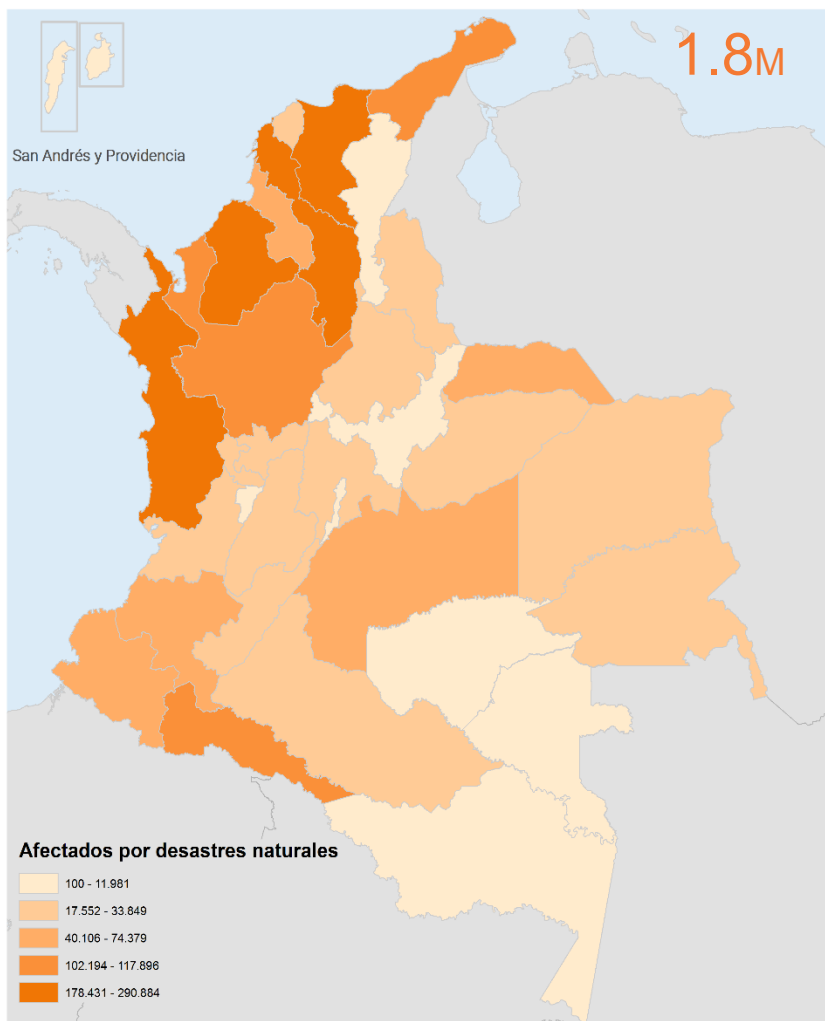 1.8M
San Andrés y Providencia
Afectados por desastres naturales
100 - 11.981
17.552 - 33.849
40.106 - 74.379
102.194 - 117.896
178.431 - 290.884